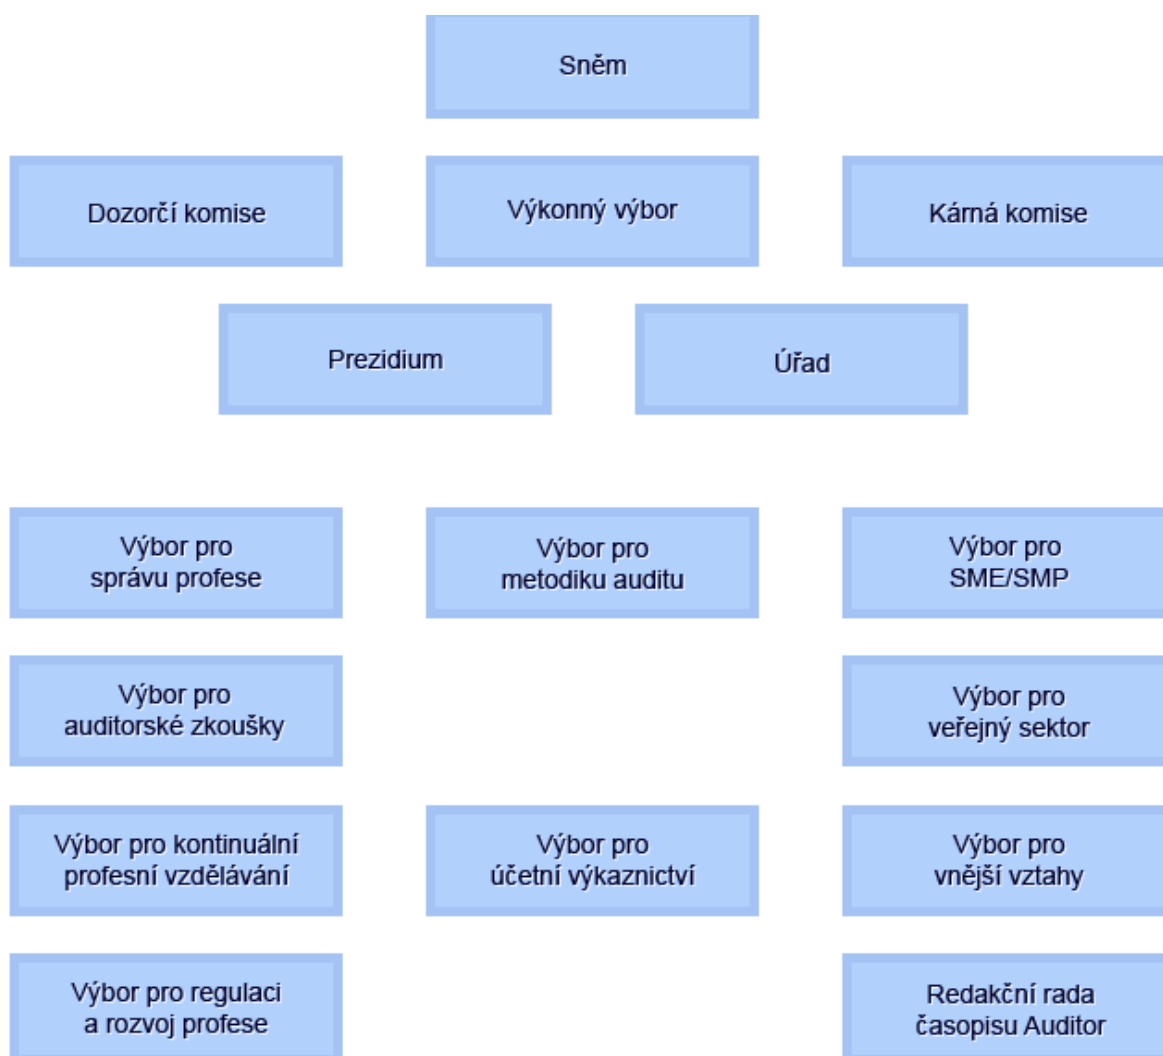 Sněm
Dozorčí komise
Výkonný výbor
Kárná komise
Prezidium
Úřad
Výbor pro
správu profese
Výbor pro
metodiku auditu
Výbor pro
SME/SMP
Výbor pro
auditorské zkoušky
Výbor pro
veřejný sektor
Výbor pro kontinuální
profesní vzdělávání
Výbor pro
účetní výkaznictví
Výbor pro
vnější vztahy
Výbor pro regulaci
a rozvoj profese
Redakční rada
časopisu Auditor